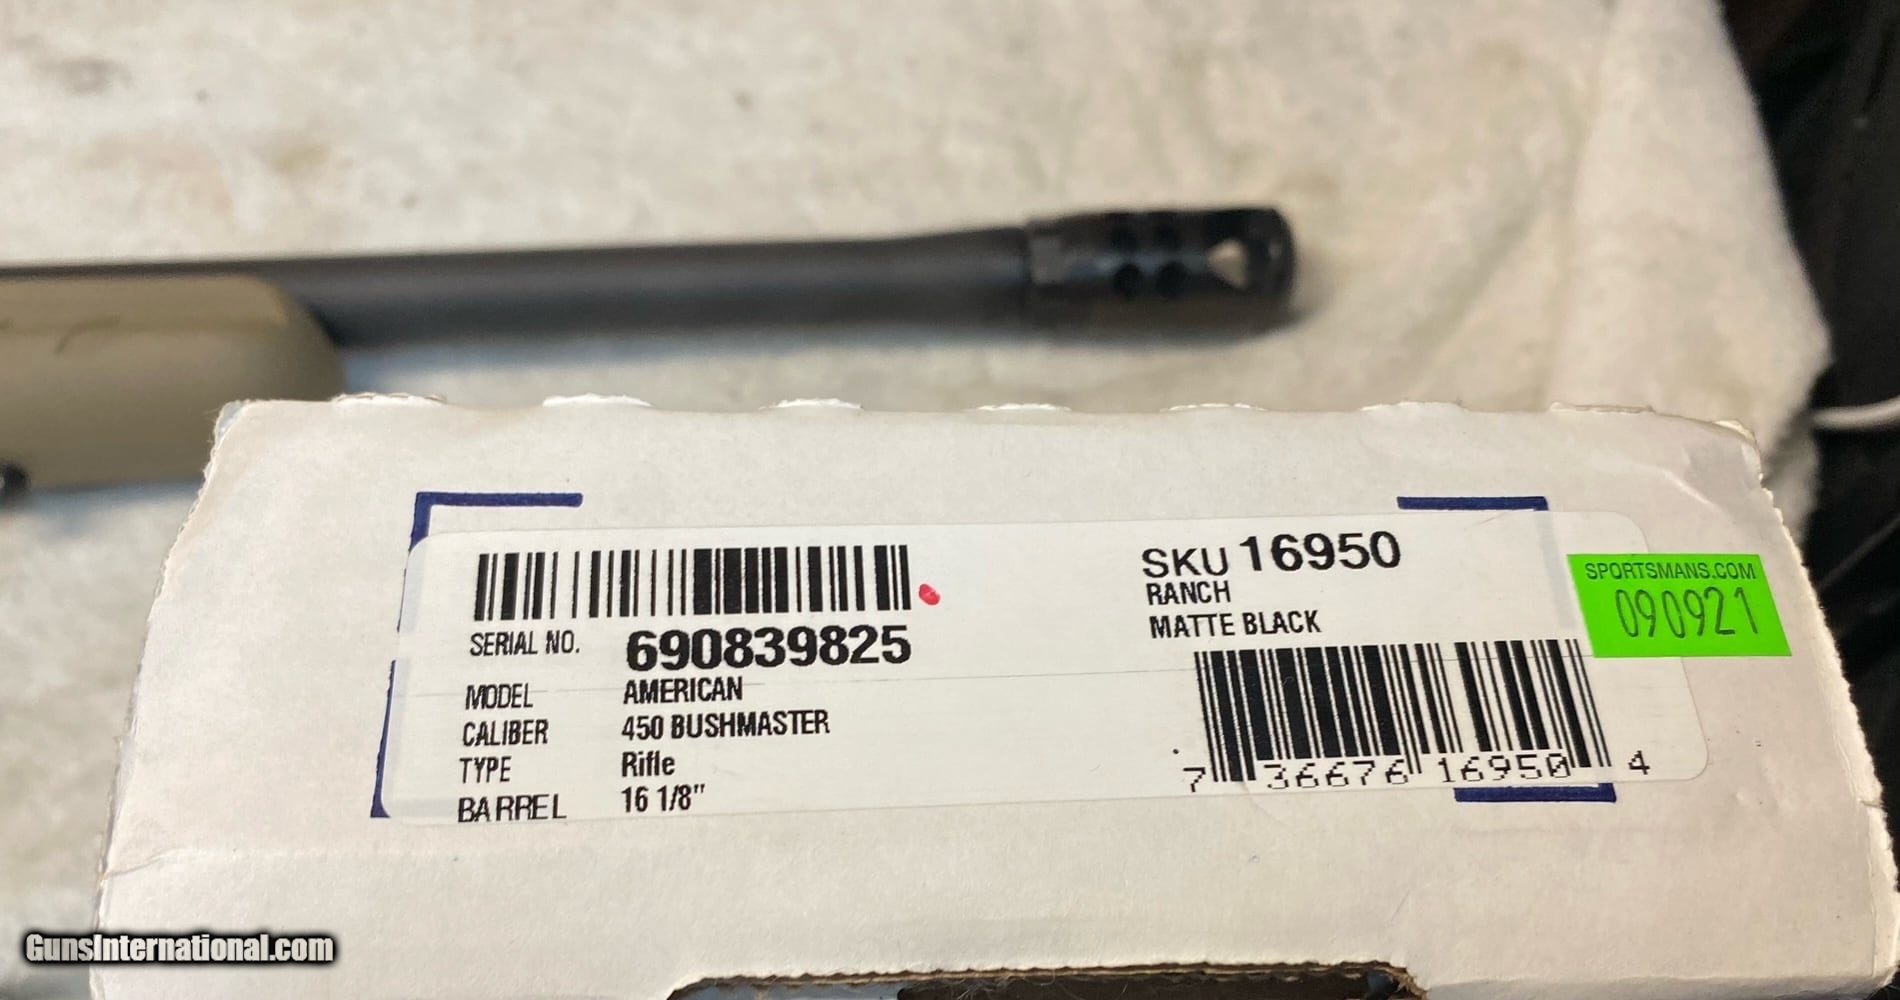 SERIAL NO. 690839825
MODEL AMERICAN
CALIBER 450 BUSHMASTER
TYPE Rifle
BARREL 16 1/8"
SKU 16950
RANCH
MATTE BLACK
7 36676 16950 4
SPORTSMANS.COM
090921
GunsInternational.com